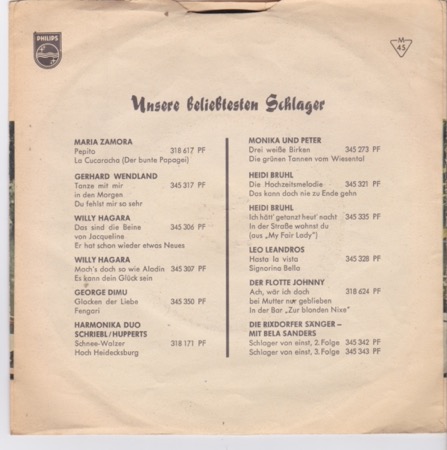 PHILIPS
M
45
Unsere beliebtesten Schlager
MARIA ZAMORA
Pepito 318 617 PF
La Cucaracha (Der bunte Papagei)
GERHARD WENDLAND
Tanze mit mir 345 317 PF
in den Morgen
Du fehlst mir so sehr
WILLY HAGARA
Das sind die Beine 345 306 PF
von Jacqueline
Er hat schon wieder etwas Neues
WILLY HAGARA
Mach's doch so wie Aladin 345 307 PF
Es kann dein Glück sein
GEORGE DIMU
Glocken der Liebe 345 350 PF
Fengari
HARMONIKA DUO
SCHRIEBL/HUPPERTS
Schnee-Walzer 318 171 PF
Hoch Heidecksburg
MONIKA UND PETER
Drei weiße Birken 345 273 PF
Die grünen Tannen vom Wiesental
HEIDI BRÜHL
Die Hochzeitsmelodie 345 321 PF
Das kann doch nie zu Ende gehn
HEIDI BRÜHL
Ich hätt' getanzt heut' nacht 345 335 PF
In der Straße wohnst du
(aus „My Fair Lady")
LEO LEANDROS
Hasta la vista 345 328 PF
Signorina Bella
DER FLOTTE JOHNNY
Ach, wär ich doch 318 624 PF
bei Mutter nur geblieben
In der Bar „Zur blonden Nixe"
DIE RIXDORFER SÄNGER –
MIT BELA SANDERS
Schlager von einst, 2. Folge 345 342 PF
Schlager von einst, 3. Folge 345 343 PF